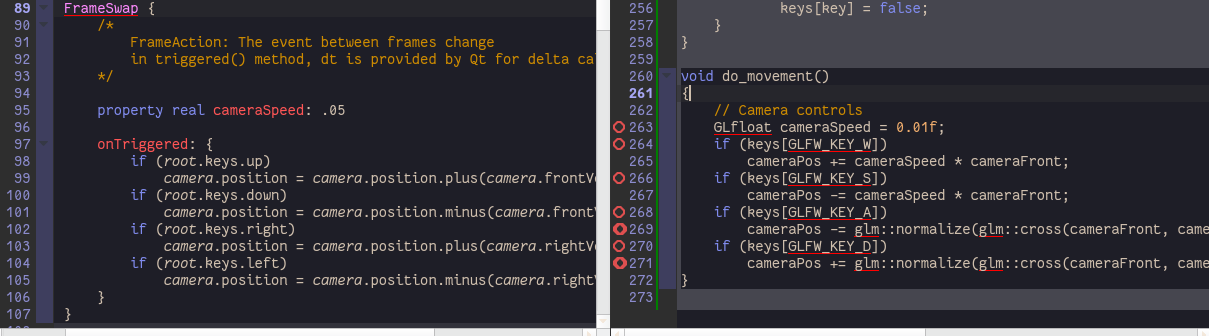 89 FrameSwap {
90 /*
91 FrameAction: The event between frames change
92 in triggered() method, dt is provided by Qt for delta ca
93 */
94
95 property real cameraSpeed: .05
96
97 onTriggered: {
98 if (root.keys.up)
99 camera.position = camera.position.plus(camera.frontV
100 if (root.keys.down)
101 camera.position = camera.position.minus(camera.front
102 if (root.keys.right)
103 camera.position = camera.position.plus(camera.rightV
104 if (root.keys.left)
105 camera.position = camera.position.minus(camera.right
106 }
107 }
256 keys[key] = false;
257 }
258 }
259
260 void do_movement()
261 {
262 // Camera controls
263 GLfloat cameraSpeed = 0.01f;
264 if (keys[GLFW_KEY_W])
265 cameraPos += cameraSpeed * cameraFront;
266 if (keys[GLFW_KEY_S])
267 cameraPos -= cameraSpeed * cameraFront;
268 if (keys[GLFW_KEY_A])
269 cameraPos -= glm::normalize(glm::cross(cameraFront, came
270 if (keys[GLFW_KEY_D])
271 cameraPos += glm::normalize(glm::cross(cameraFront, came
272 }
273